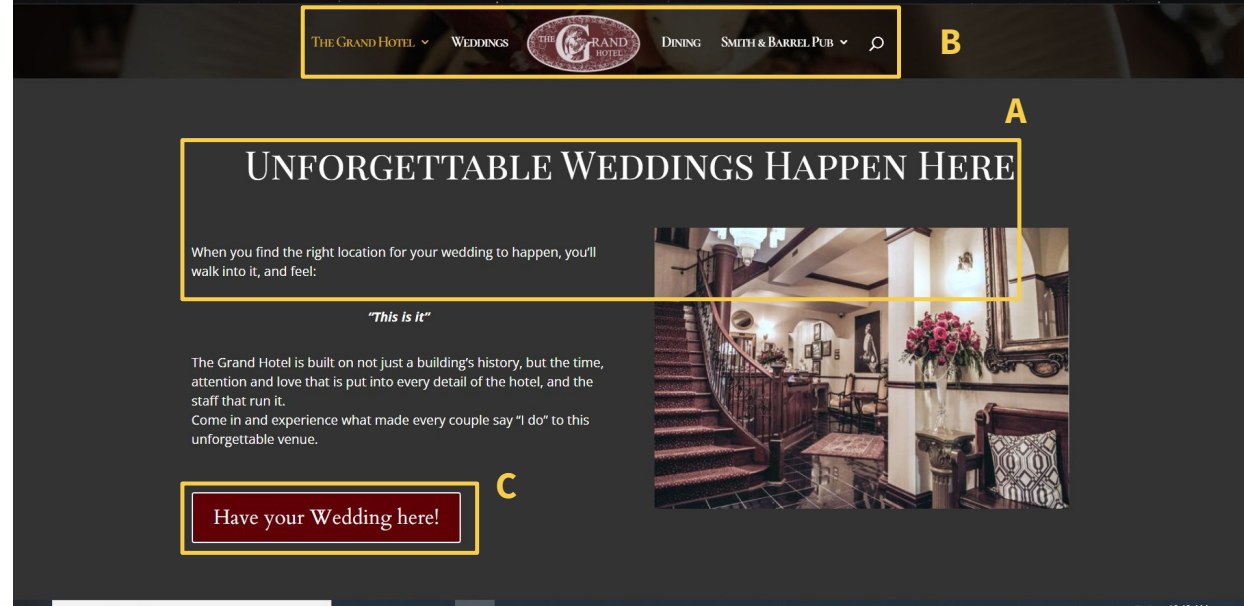 THE GRAND HOTEL
WEDDINGS
THE GRAND HOTEL
DINING
SMITH & BARREL PUB
B
A
UNFORGETTABLE WEDDINGS HAPPEN HERE
When you find the right location for your wedding to happen, you'll
walk into it, and feel:
"This is it"
The Grand Hotel is built on not just a building's history, but the time,
attention and love that is put into every detail of the hotel, and the
staff that run it.
Come in and experience what made every couple say "I do" to this
unforgettable venue.
C
Have your Wedding here!